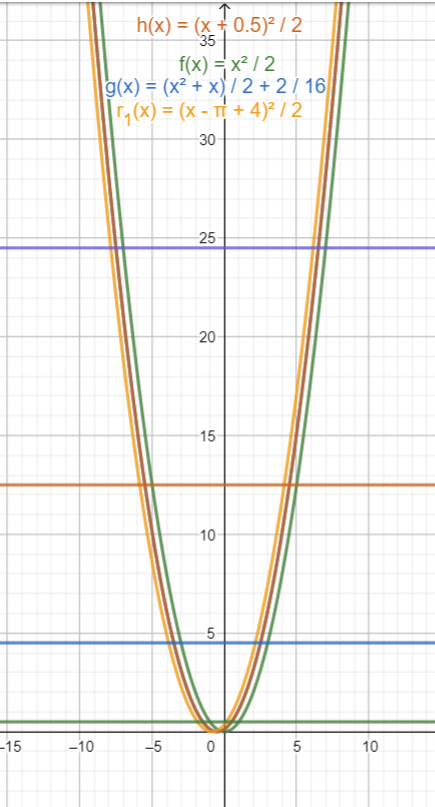 h(x) = (x + 0.5)² / 2
35
f(x) = x² / 2
g(x) = (x² + x) / 2 + 2 / 16
r₁(x) = (x - π + 4)² / 2
30
25
20
15
10
5
−15 −10 −5 0 5 10